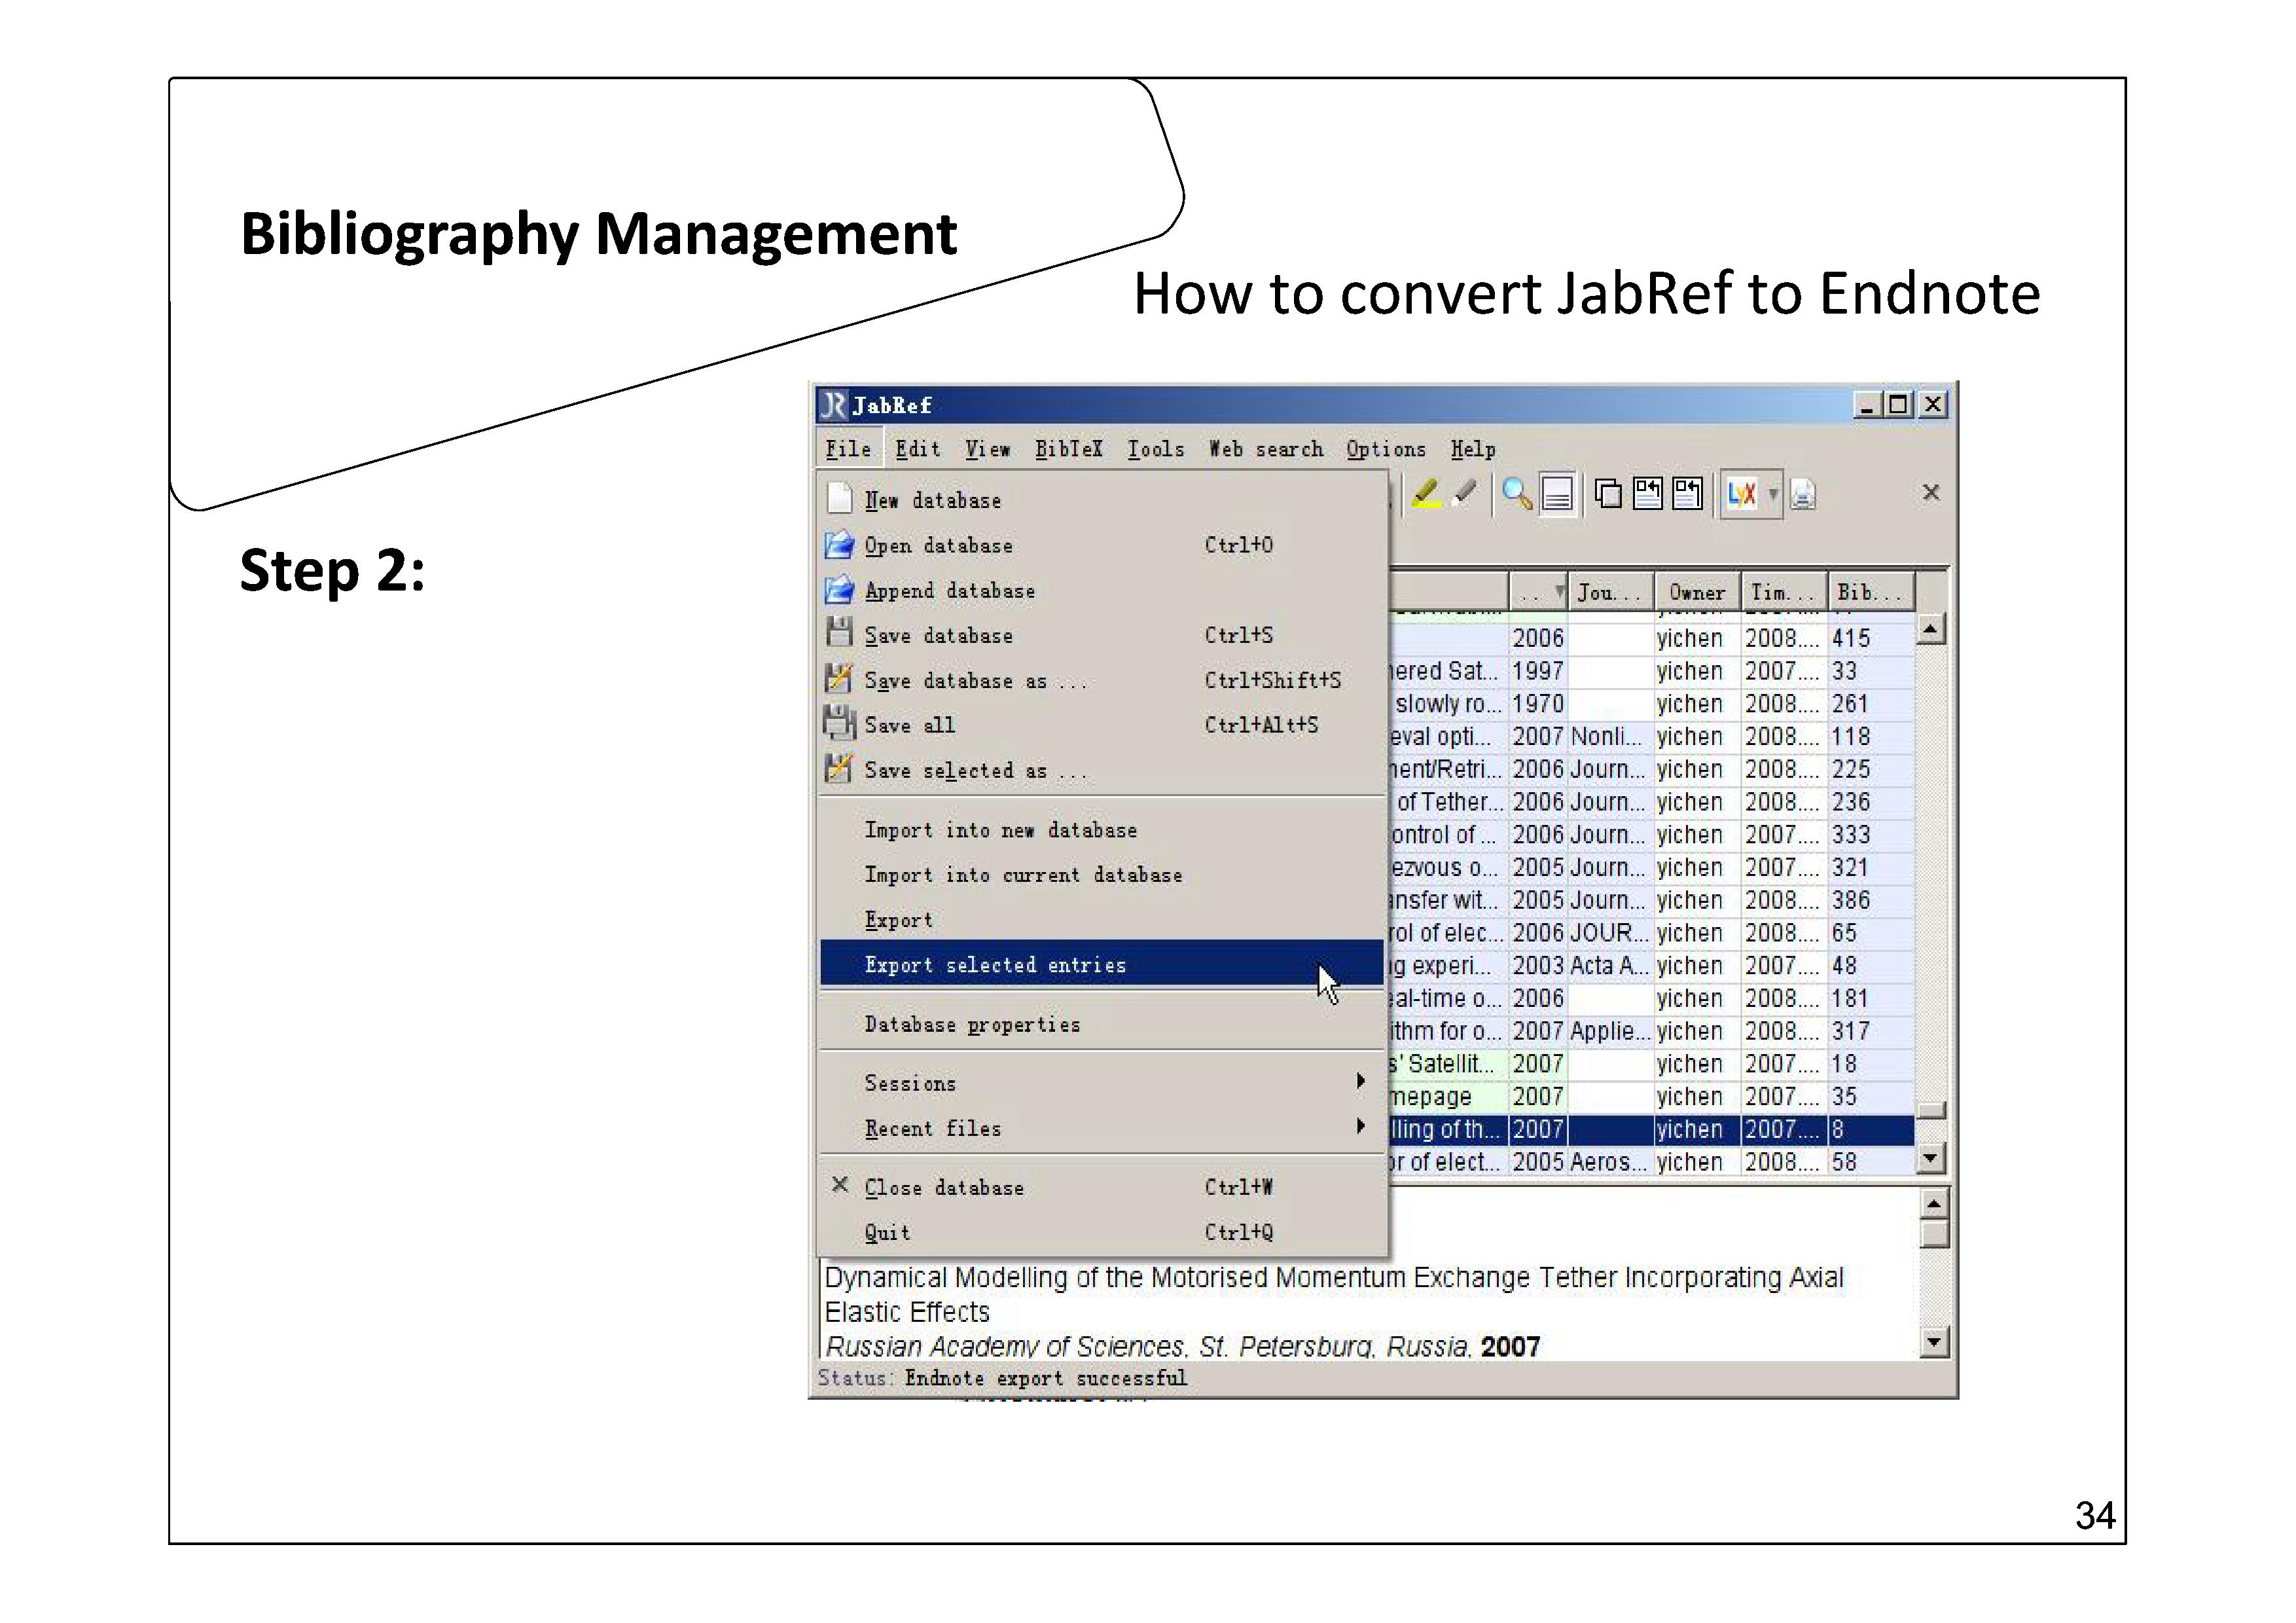 Bibliography Management
How to convert JabRef to Endnote
Step 2:
JabRef
File Edit View BibTeX Tools Web search Options Help
New database
Open database Ctrl+O
Append database
Save database Ctrl+S
Save database as ... Ctrl+Shift+S
Save all Ctrl+Alt+S
Save selected as ...
Import into new database
Import into current database
Export
Export selected entries
Database properties
Sessions
Recent files
Close database Ctrl+W
Quit Ctrl+Q
LyX
.. Jou... Owner Tim... Bib...
2006 yichen 2008.... 415
ered Sat... 1997 yichen 2007.... 33
slowly ro... 1970 yichen 2008.... 261
eval opti... 2007 Nonli... yichen 2008.... 118
ent/Retri... 2006 Journ... yichen 2008.... 225
of Tether... 2006 Journ... yichen 2008.... 236
ontrol of ... 2006 Journ... yichen 2007.... 333
ezvous o... 2005 Journ... yichen 2007.... 321
ansfer wit... 2005 Journ... yichen 2008.... 386
rol of elec... 2006 JOUR... yichen 2008.... 65
g experi... 2003 Acta A... yichen 2007.... 48
eal-time o... 2006 yichen 2008.... 181
ithm for o... 2007 Applie... yichen 2008.... 317
s' Satellit... 2007 yichen 2007.... 18
mepage 2007 yichen 2007.... 35
lling of th... 2007 yichen 2007.... 8
or of elect... 2005 Aeros... yichen 2008.... 58
Dynamical Modelling of the Motorised Momentum Exchange Tether Incorporating Axial
Elastic Effects
Russian Academy of Sciences, St. Petersburg, Russia, 2007
Status: Endnote export successful
34